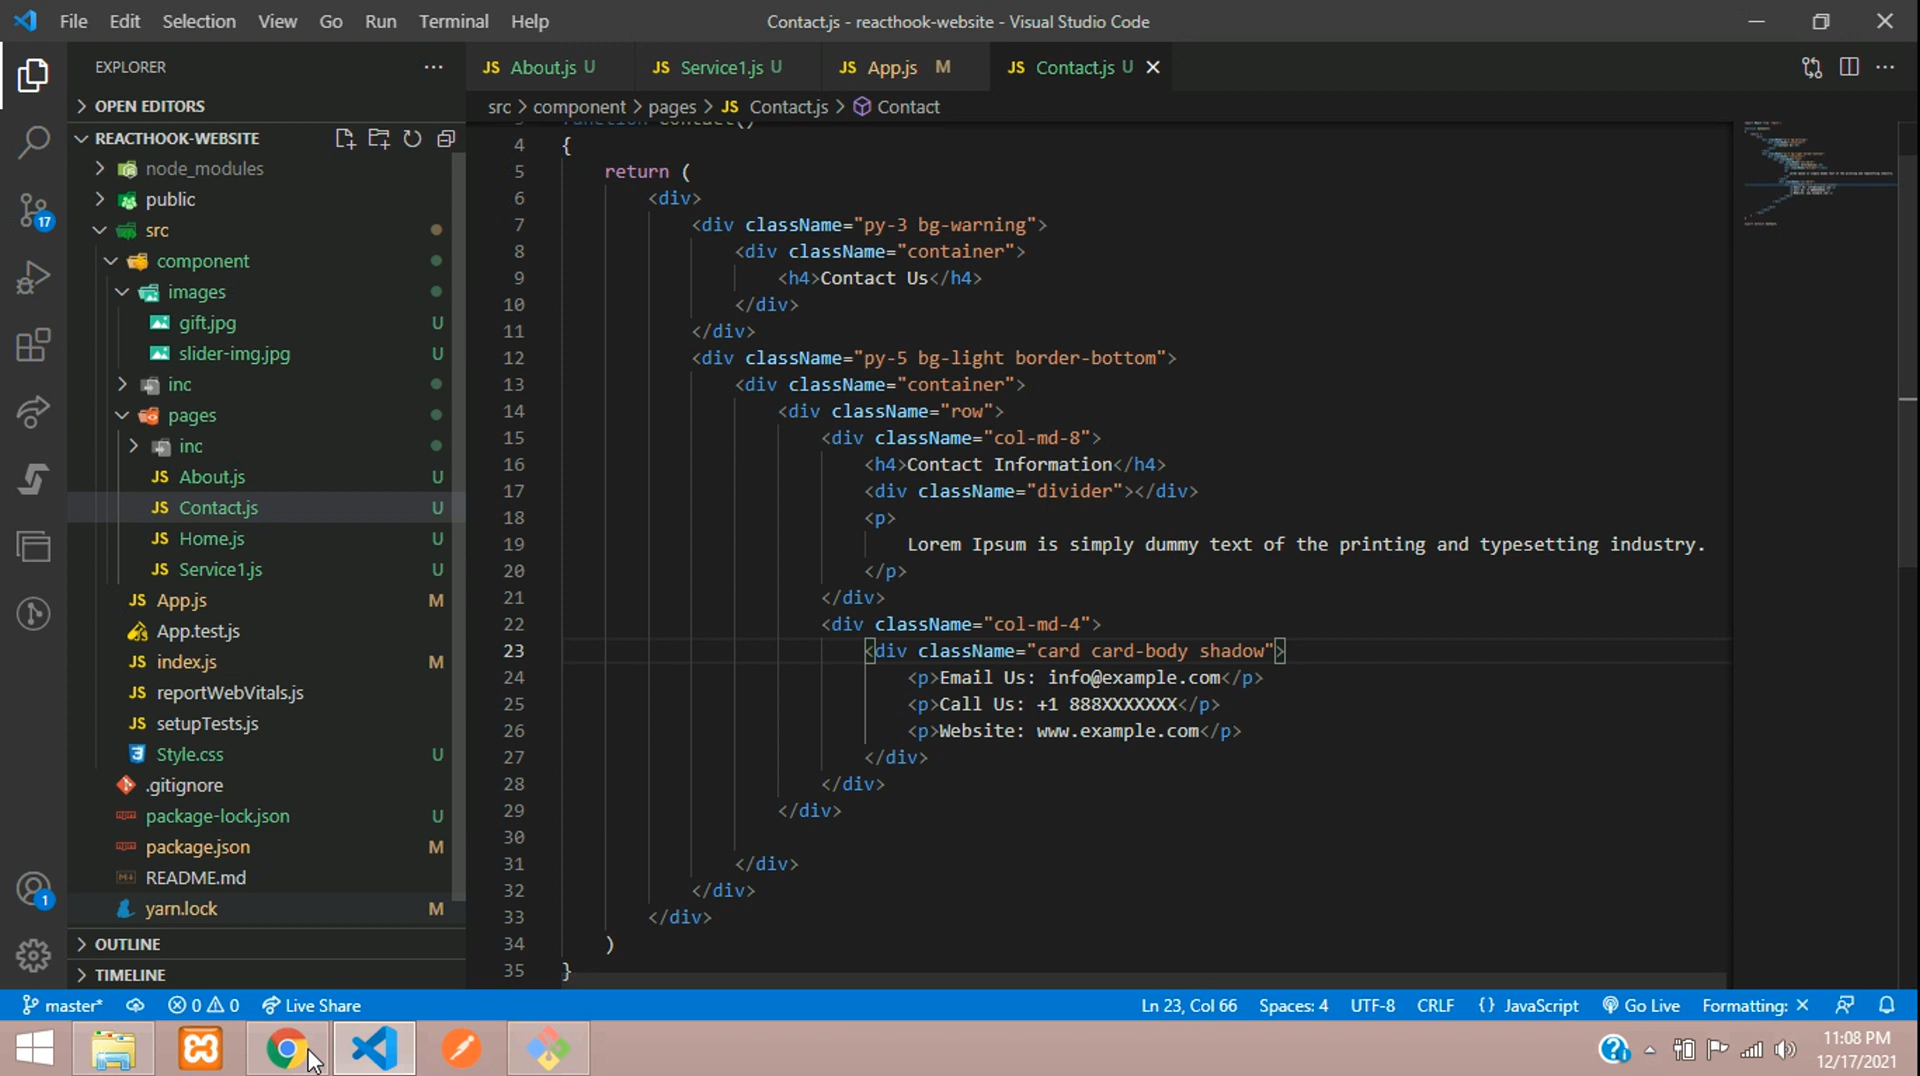 File Edit Selection View Go Run Terminal Help Contact.js - reacthook-website - Visual Studio Code
EXPLORER
OPEN EDITORS
REACTHOOK-WEBSITE
node_modules
public
src
component
images
gift.jpg U
slider-img.jpg U
inc
pages
inc
JS About.js U
JS Contact.js U
JS Home.js U
JS Service1.js U
JS App.js M
App.test.js
JS index.js M
JS reportWebVitals.js
JS setupTests.js
Style.css U
.gitignore
package-lock.json U
package.json M
README.md
yarn.lock M
OUTLINE
TIMELINE
17
1
JS About.js U JS Service1.js U JS App.js M JS Contact.js U
src > component > pages > JS Contact.js > Contact
function Contact()
4 {
5 return (
6 <div>
7 <div className="py-3 bg-warning">
8 <div className="container">
9 <h4>Contact Us</h4>
10 </div>
11 </div>
12 <div className="py-5 bg-light border-bottom">
13 <div className="container">
14 <div className="row">
15 <div className="col-md-8">
16 <h4>Contact Information</h4>
17 <div className="divider"></div>
18 <p>
19 Lorem Ipsum is simply dummy text of the printing and typesetting industry.
20 </p>
21 </div>
22 <div className="col-md-4">
23 <div className="card card-body shadow">
24 <p>Email Us: info@example.com</p>
25 <p>Call Us: +1 888XXXXXXX</p>
26 <p>Website: www.example.com</p>
27 </div>
28 </div>
29 </div>
30
31 </div>
32 </div>
33 </div>
34 )
35 }
master* 0 0 Live Share Ln 23, Col 66 Spaces: 4 UTF-8 CRLF {} JavaScript Go Live Formatting: ×
11:08 PM
12/17/2021